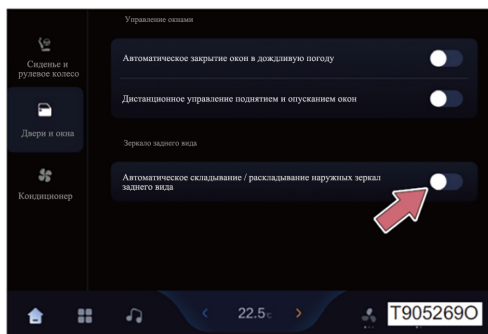 Управление окнами
Сиденье и
рулевое колесо
Автоматическое закрытие окон в дождливую погоду
Дистанционное управление поднятием и опусканием окон
Двери и окна
Зеркало заднего вида
Автоматическое складывание / раскладывание наружных зеркал
заднего вида
Кондиционер
22.5°C
T905269O